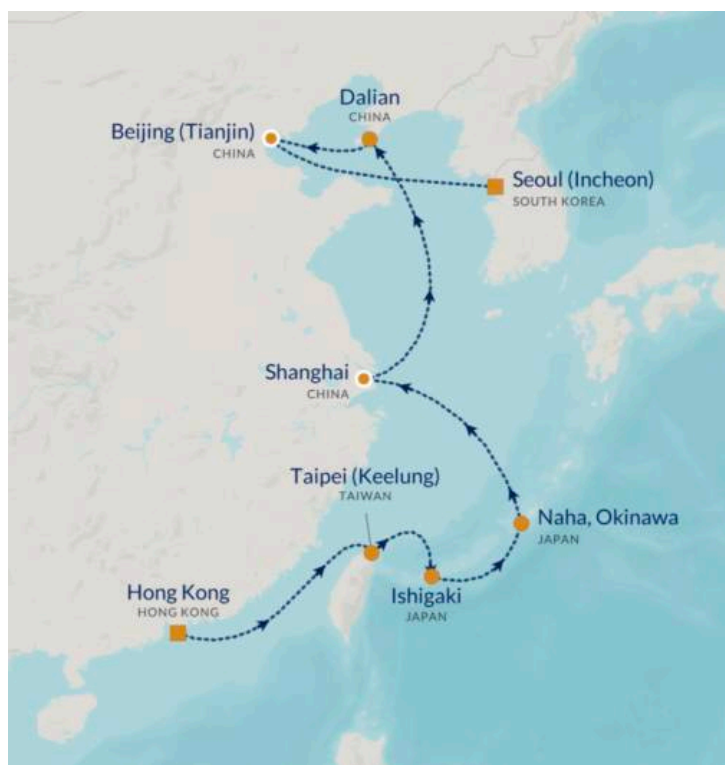 Dalian
CHINA
Beijing (Tianjin)
CHINA
Seoul (Incheon)
SOUTH KOREA
Shanghai
CHINA
Taipei (Keelung)
TAIWAN
Naha, Okinawa
JAPAN
Hong Kong
HONG KONG
Ishigaki
JAPAN